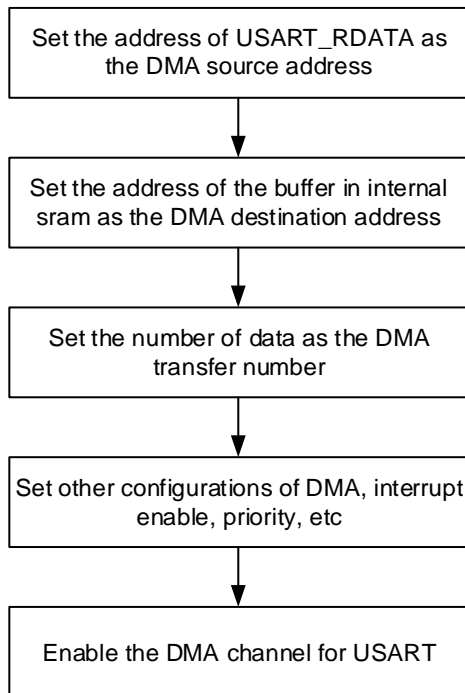 Set the address of USART_RDATA as
the DMA source address
Set the address of the buffer in internal
sram as the DMA destination address
Set the number of data as the DMA
transfer number
Set other configurations of DMA, interrupt
enable, priority, etc
Enable the DMA channel for USART